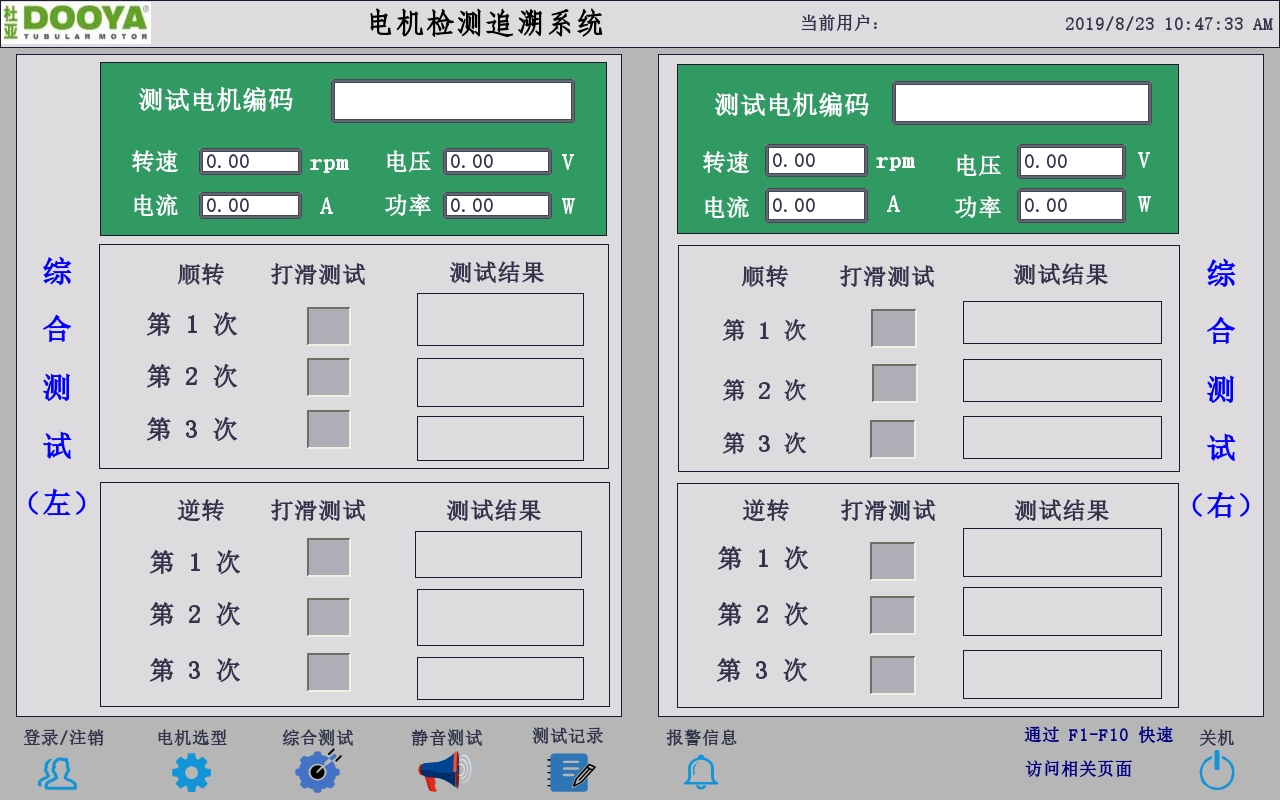 杜亚 DOOYA®
TUBULAR MOTOR
电机检测追溯系统
当前用户：
2019/8/23 10:47:33 AM
综合测试（左）
测试电机编码
转速 0.00 rpm 电压 0.00 V
电流 0.00 A 功率 0.00 W
顺转 打滑测试 测试结果
第 1 次
第 2 次
第 3 次
逆转 打滑测试 测试结果
第 1 次
第 2 次
第 3 次
测试电机编码
转速 0.00 rpm 电压 0.00 V
电流 0.00 A 功率 0.00 W
顺转 打滑测试 测试结果
第 1 次
第 2 次
第 3 次
逆转 打滑测试 测试结果
第 1 次
第 2 次
第 3 次
综合测试（右）
登录/注销
电机选型
综合测试
静音测试
测试记录
报警信息
通过 F1-F10 快速
访问相关页面
关机